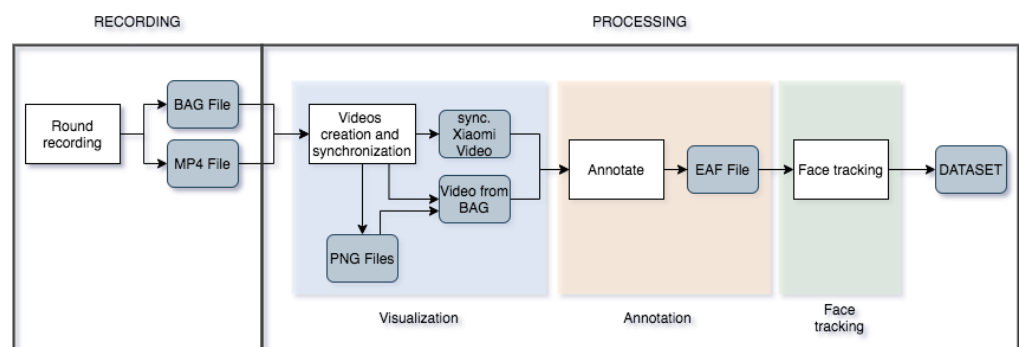 RECORDING
PROCESSING
Round
recording
BAG File
MP4 File
Videos
creation and
synchronization
sync.
Xiaomi
Video
Video from
BAG
PNG Files
Annotate
EAF File
Face tracking
DATASET
Visualization
Annotation
Face
tracking